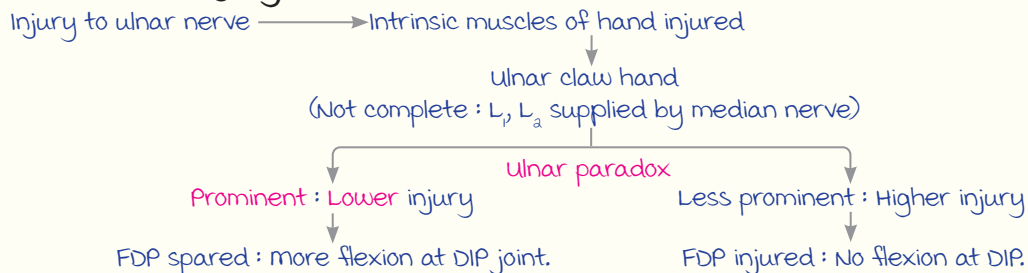 Injury to ulnar nerve → Intrinsic muscles of hand injured
Ulnar claw hand
(Not complete : L₁, L₂ supplied by median nerve)
Ulnar paradox
Prominent : Lower injury
Less prominent : Higher injury
FDP spared : more flexion at DIP joint.
FDP injured : No flexion at DIP.